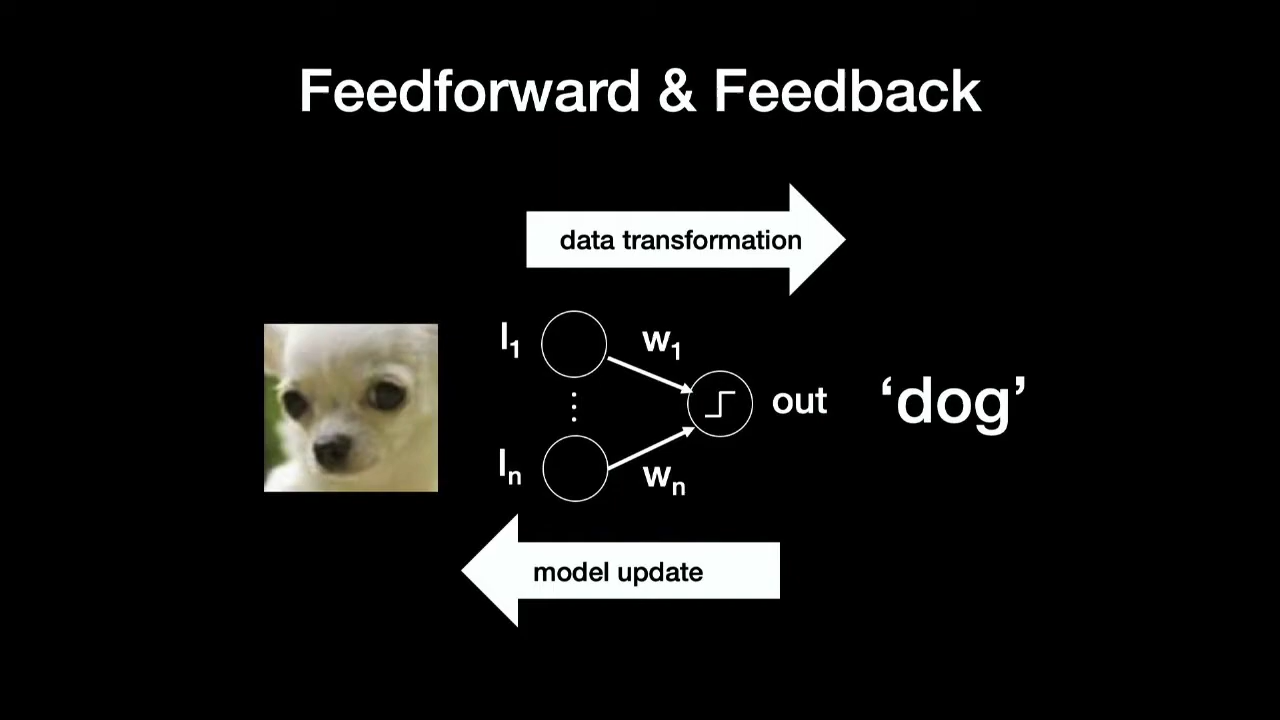 Feedforward & Feedback
data transformation
I₁
w₁
out
‘dog’
Iₙ
wₙ
model update